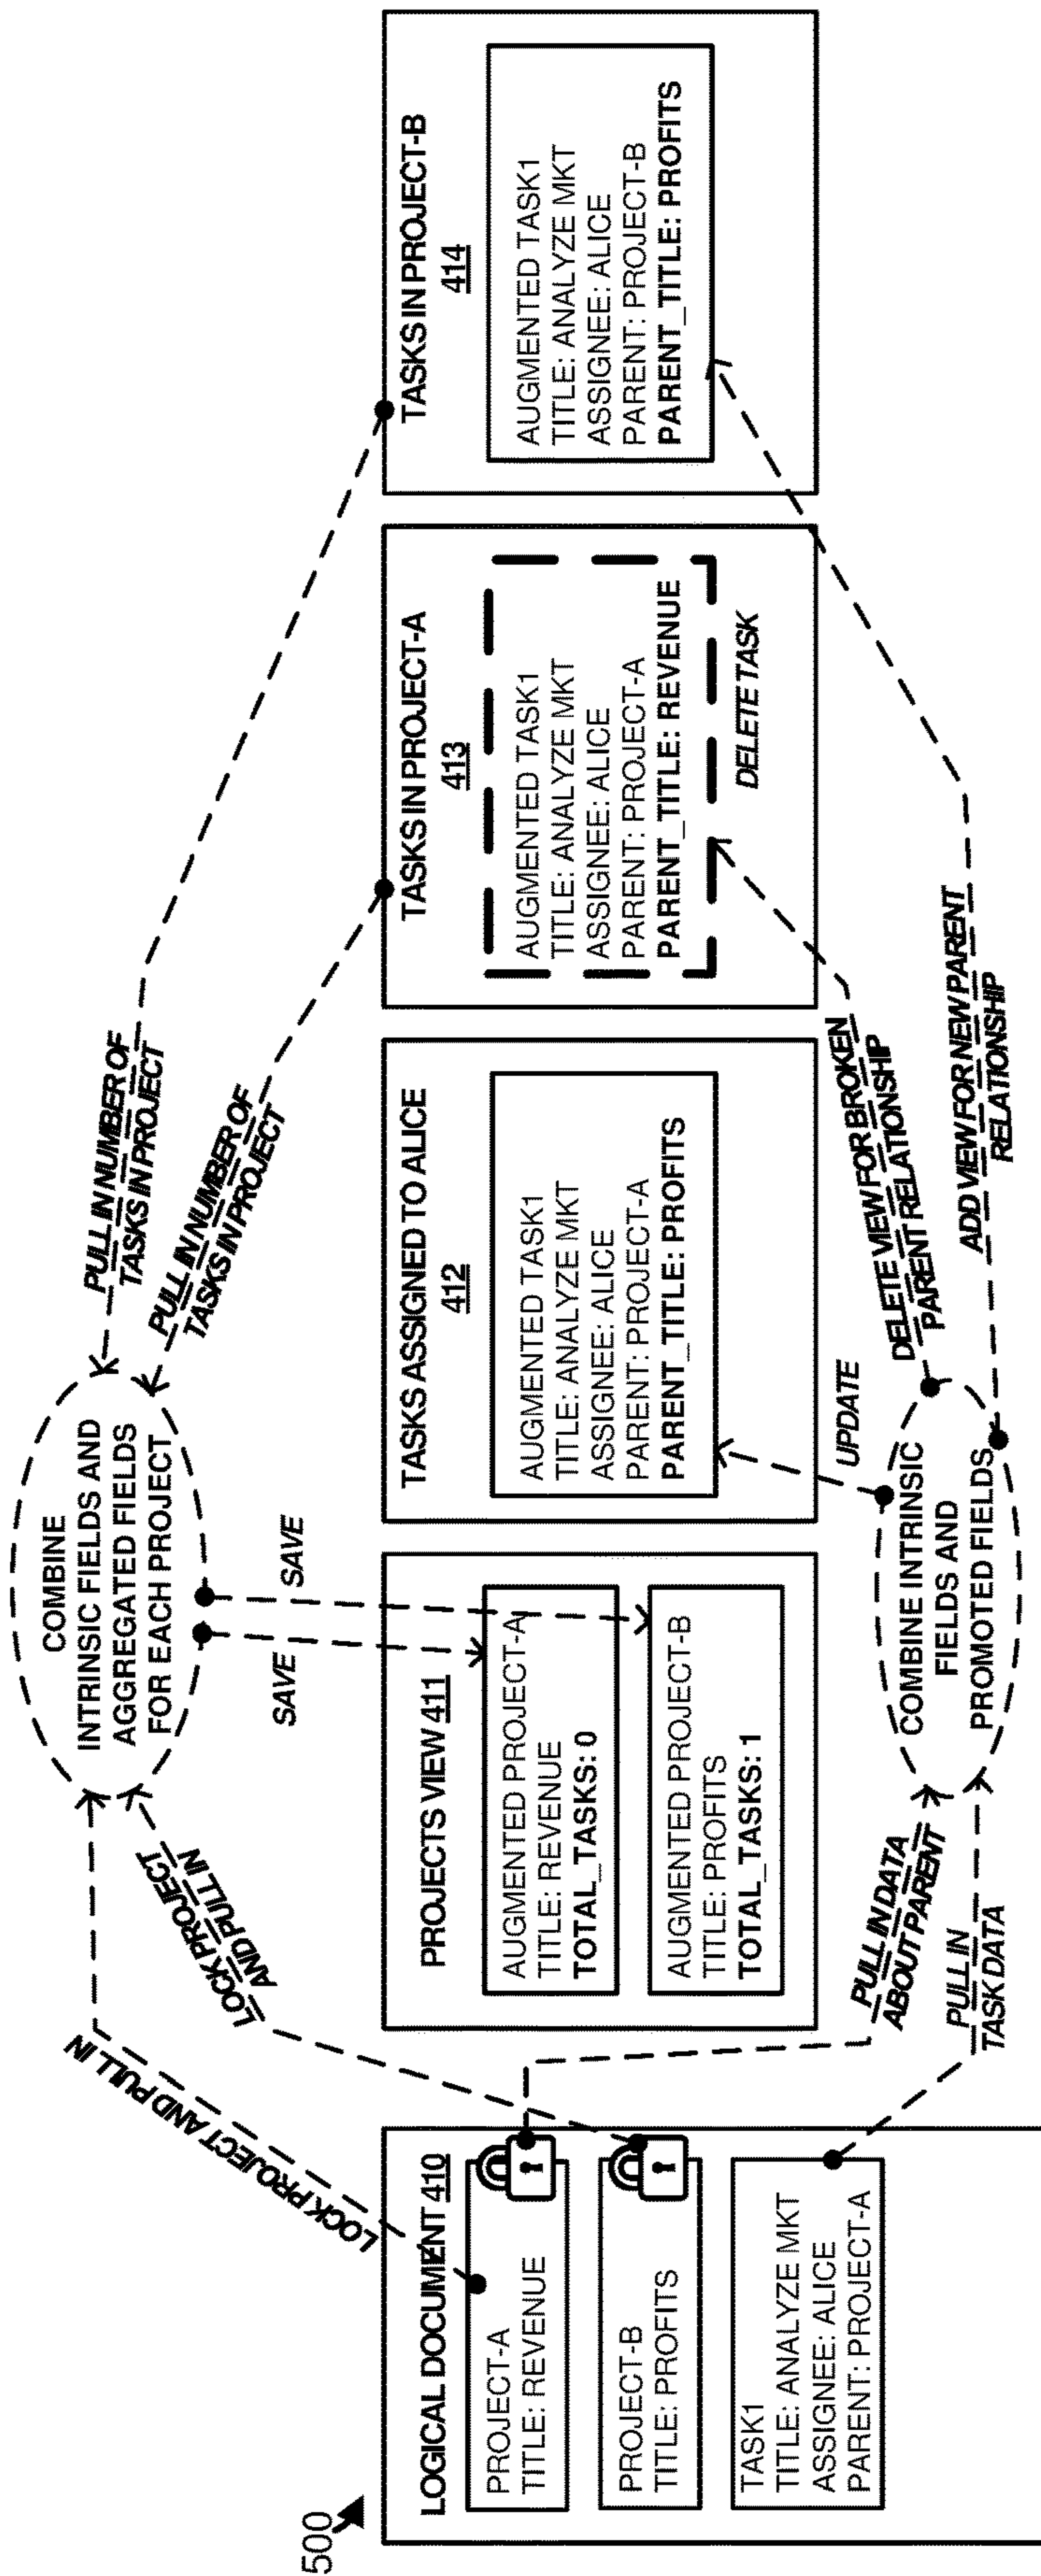 500
LOGICAL DOCUMENT 410
PROJECT-A
TITLE: REVENUE
PROJECT-B
TITLE: PROFITS
TASK1
TITLE: ANALYZE MKT
ASSIGNEE: ALICE
PARENT: PROJECT-A
LOCK PROJECT AND PULL IN
LOCK PROJECT
AND PULL IN
COMBINE
INTRINSIC FIELDS AND
AGGREGATED FIELDS
FOR EACH PROJECT
SAVE
SAVE
PULL IN NUMBER OF
TASKS IN PROJECT
PULL IN NUMBER OF
TASKS IN PROJECT
PROJECTS VIEW 411
AUGMENTED PROJECT-A
TITLE: REVENUE
TOTAL_TASKS: 0
AUGMENTED PROJECT-B
TITLE: PROFITS
TOTAL_TASKS: 1
TASKS ASSIGNED TO ALICE
412
AUGMENTED TASK1
TITLE: ANALYZE MKT
ASSIGNEE: ALICE
PARENT: PROJECT-A
PARENT_TITLE: PROFITS
TASKS IN PROJECT-A
413
AUGMENTED TASK1
TITLE: ANALYZE MKT
ASSIGNEE: ALICE
PARENT: PROJECT-A
PARENT_TITLE: REVENUE
DELETE TASK
TASKS IN PROJECT-B
414
AUGMENTED TASK1
TITLE: ANALYZE MKT
ASSIGNEE: ALICE
PARENT: PROJECT-B
PARENT_TITLE: PROFITS
PULL IN DATA
ABOUT PARENT
PULL IN
TASK DATA
COMBINE INTRINSIC
FIELDS AND
PROMOTED FIELDS
UPDATE
DELETE VIEW FOR BROKEN
PARENT RELATIONSHIP
ADD VIEW FOR NEW PARENT
RELATIONSHIP